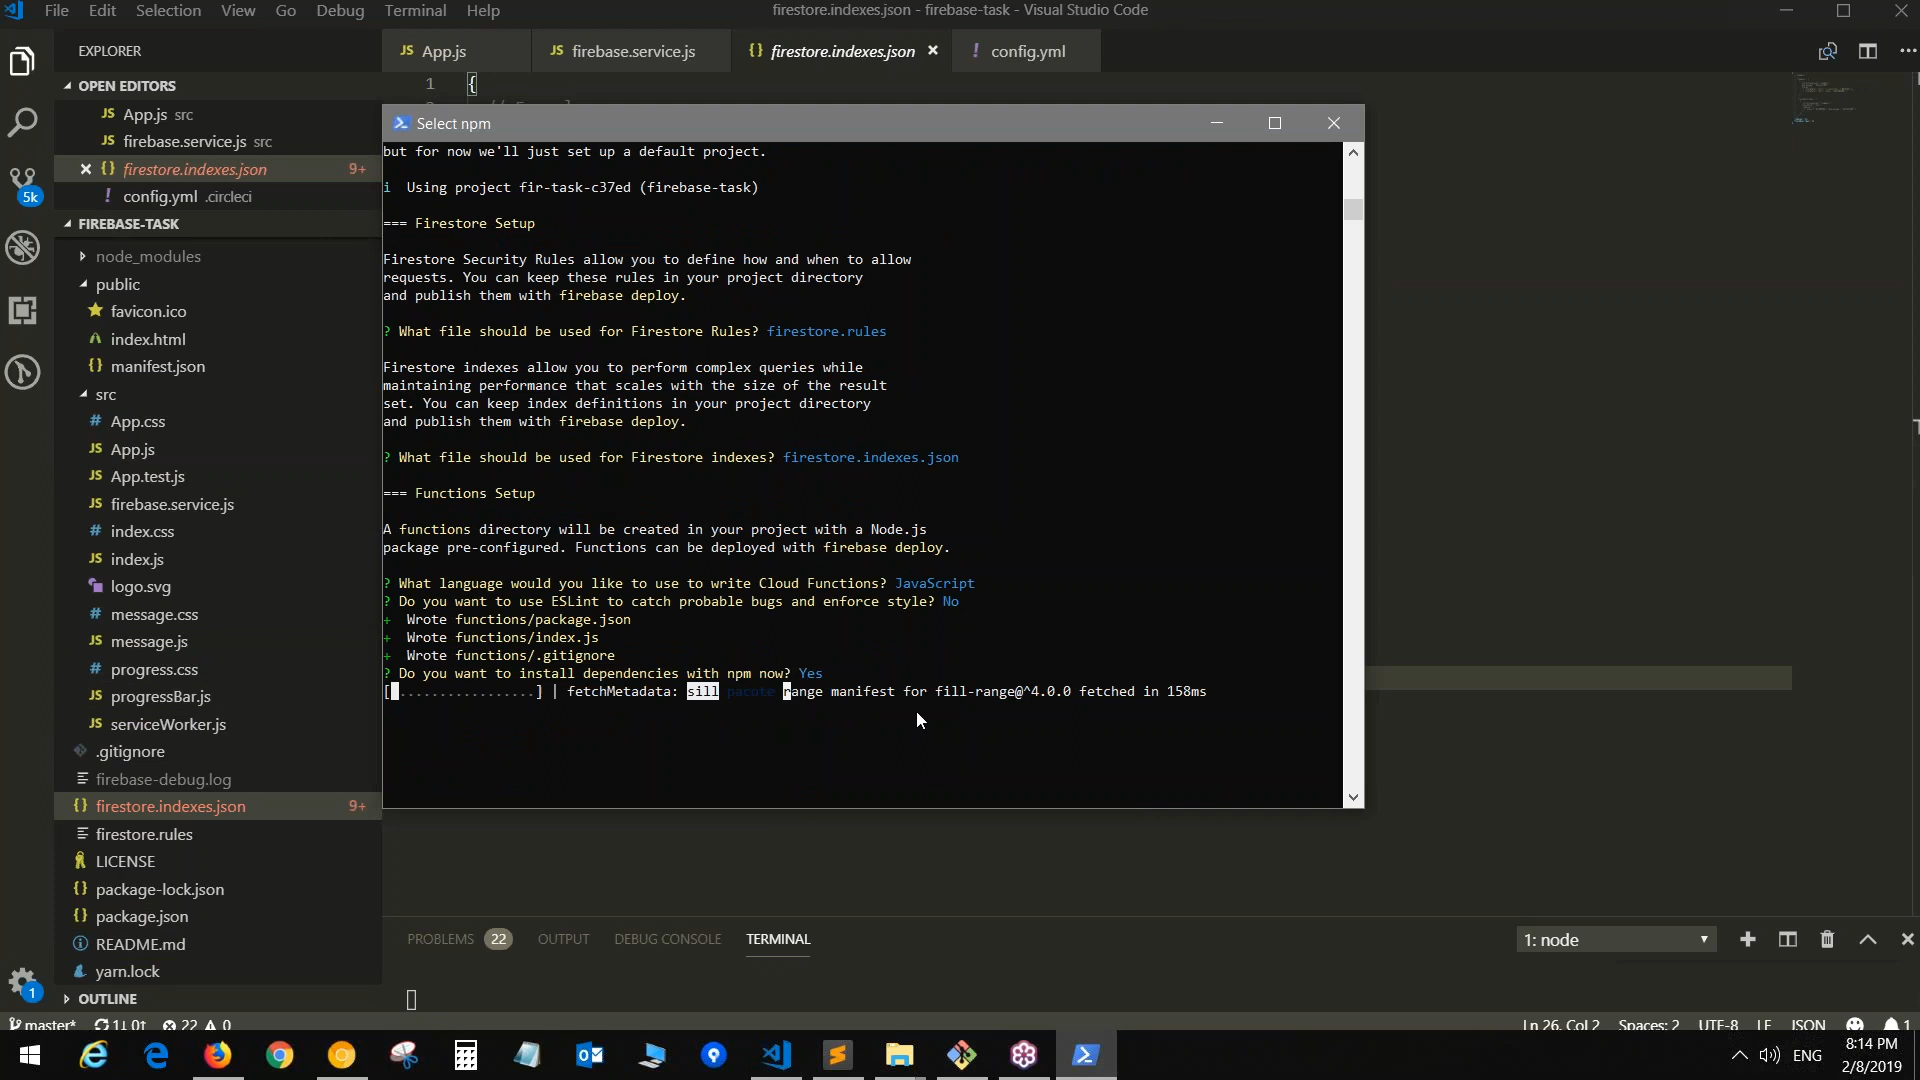 File Edit Selection View Go Debug Terminal Help
firestore.indexes.json - firebase-task - Visual Studio Code
EXPLORER
JS App.js
JS firebase.service.js
{} firestore.indexes.json ×
! config.yml
OPEN EDITORS
JS App.js src
JS firebase.service.js src
{} firestore.indexes.json 9+
! config.yml .circleci
5k
FIREBASE-TASK
node_modules
public
favicon.ico
index.html
{} manifest.json
src
# App.css
JS App.js
JS App.test.js
JS firebase.service.js
# index.css
JS index.js
logo.svg
# message.css
JS message.js
# progress.css
JS progressBar.js
JS serviceWorker.js
.gitignore
firebase-debug.log
{} firestore.indexes.json 9+
firestore.rules
LICENSE
{} package-lock.json
{} package.json
README.md
yarn.lock
OUTLINE
1
1 {
Select npm
but for now we'll just set up a default project.
i Using project fir-task-c37ed (firebase-task)
=== Firestore Setup
Firestore Security Rules allow you to define how and when to allow
requests. You can keep these rules in your project directory
and publish them with firebase deploy.
? What file should be used for Firestore Rules? firestore.rules
Firestore indexes allow you to perform complex queries while
maintaining performance that scales with the size of the result
set. You can keep index definitions in your project directory
and publish them with firebase deploy.
? What file should be used for Firestore indexes? firestore.indexes.json
=== Functions Setup
A functions directory will be created in your project with a Node.js
package pre-configured. Functions can be deployed with firebase deploy.
? What language would you like to use to write Cloud Functions? JavaScript
? Do you want to use ESLint to catch probable bugs and enforce style? No
+ Wrote functions/package.json
+ Wrote functions/index.js
+ Wrote functions/.gitignore
? Do you want to install dependencies with npm now? Yes
[ .................] | fetchMetadata: sill pacote range manifest for fill-range@^4.0.0 fetched in 158ms
PROBLEMS 22 OUTPUT DEBUG CONSOLE TERMINAL
1: node
master* 1↓ 0↑ 22 0
Ln 26, Col 2 Spaces: 2 UTF-8 LF JSON 1
ENG
8:14 PM
2/8/2019